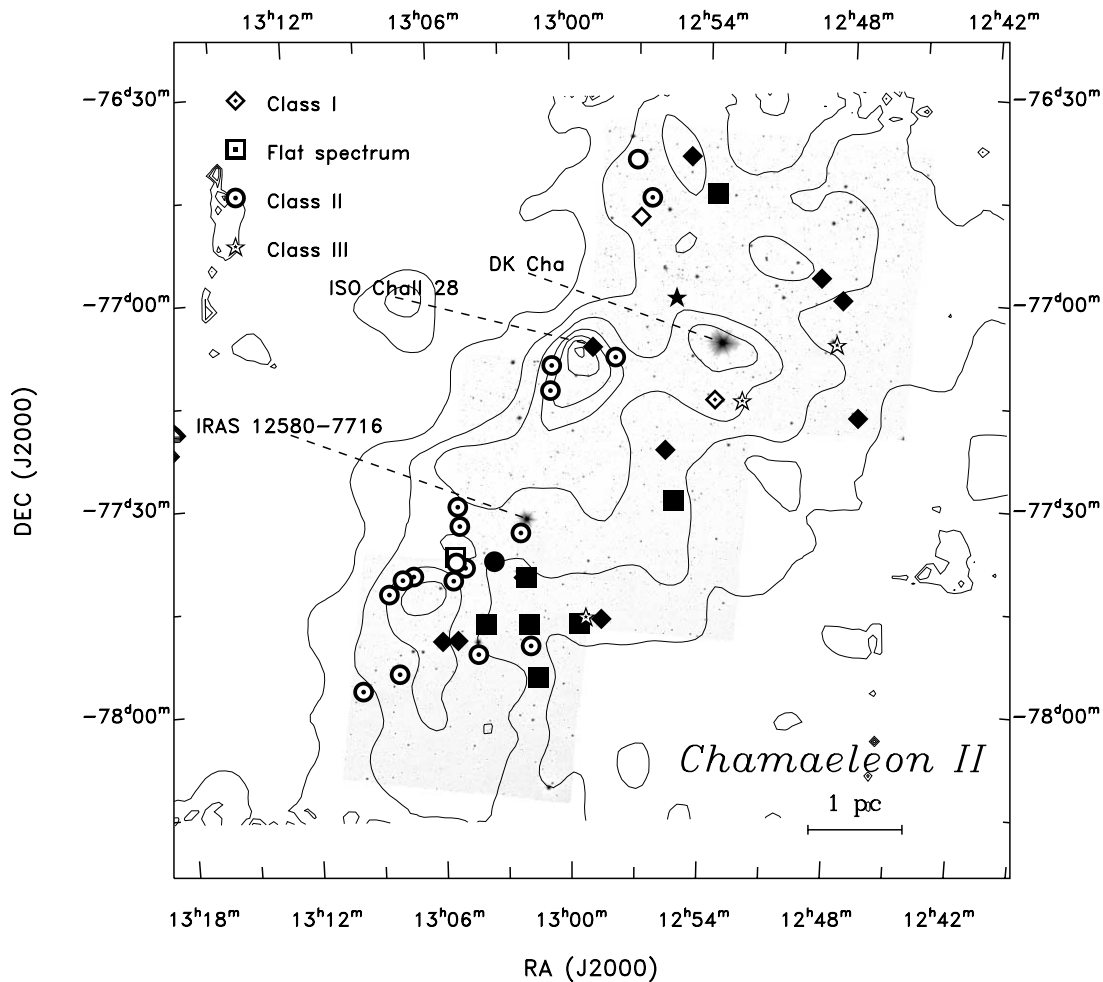 13ʰ12ᵐ 13ʰ06ᵐ 13ʰ00ᵐ 12ʰ54ᵐ 12ʰ48ᵐ 12ʰ42ᵐ
−76ᵈ30ᵐ −76ᵈ30ᵐ
Class I
Flat spectrum
Class II
Class III
DK Cha
ISO ChaII 28
−77ᵈ00ᵐ −77ᵈ00ᵐ
IRAS 12580−7716
DEC (J2000)
−77ᵈ30ᵐ −77ᵈ30ᵐ
−78ᵈ00ᵐ −78ᵈ00ᵐ
Chamaeleon II
1 pc
13ʰ18ᵐ 13ʰ12ᵐ 13ʰ06ᵐ 13ʰ00ᵐ 12ʰ54ᵐ 12ʰ48ᵐ 12ʰ42ᵐ
RA (J2000)